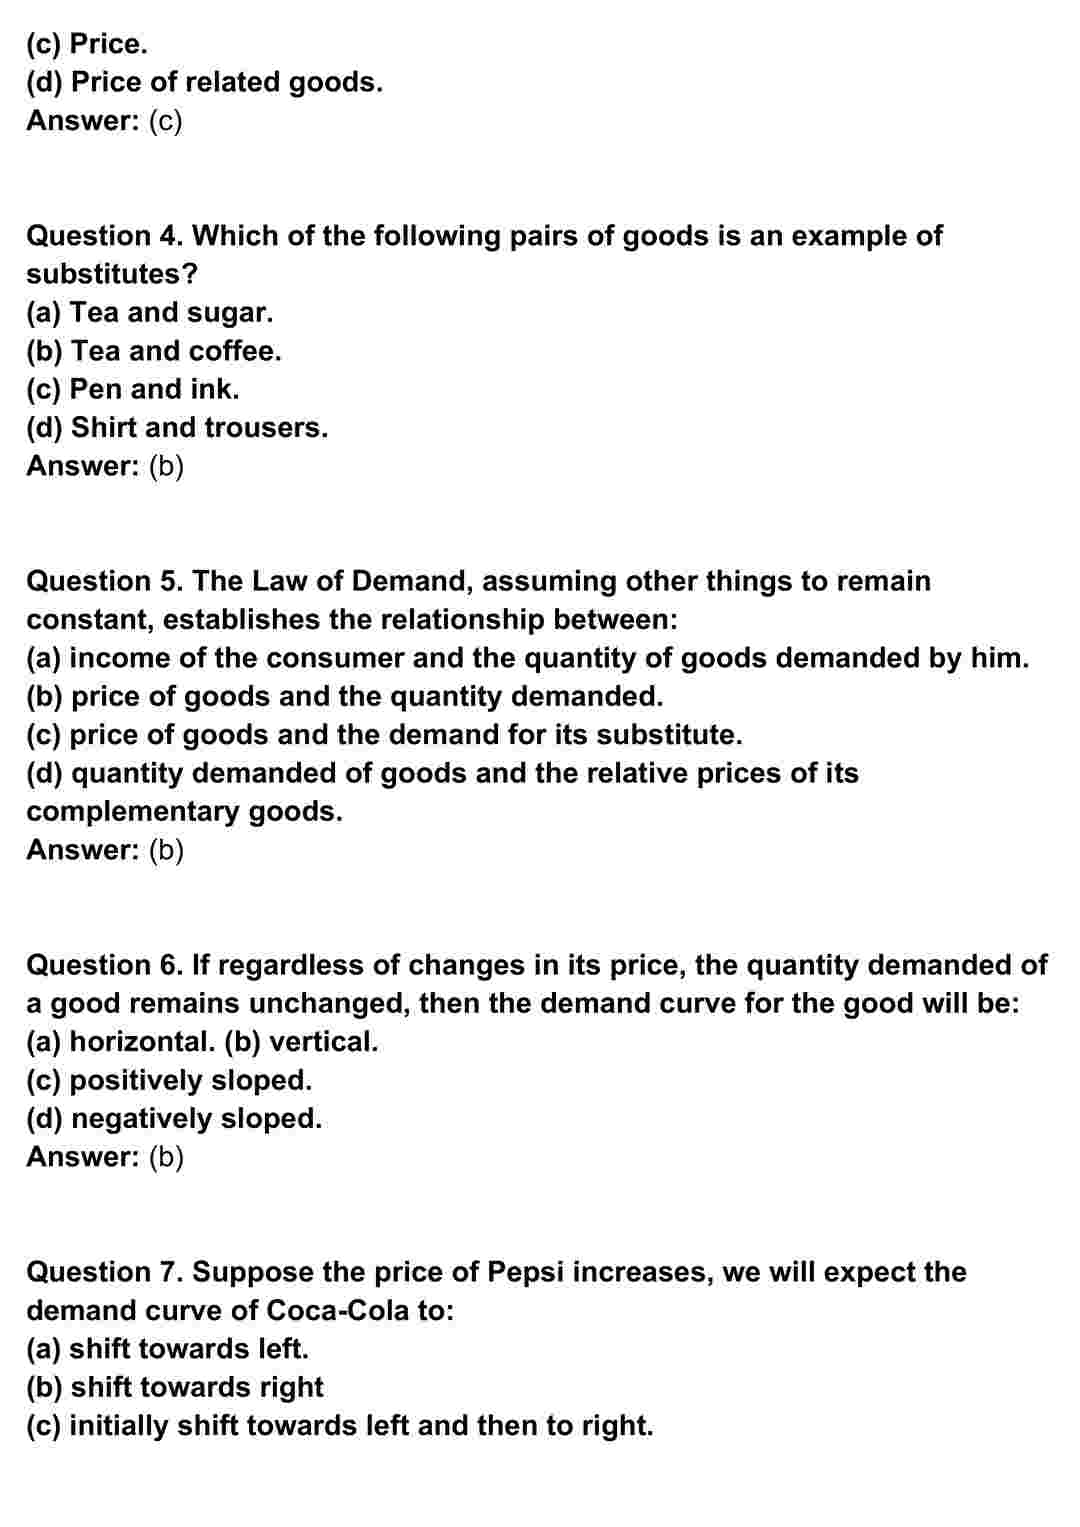 (c) Price.
(d) Price of related goods.
Answer: (c)
Question 4. Which of the following pairs of goods is an example of
substitutes?
(a) Tea and sugar.
(b) Tea and coffee.
(c) Pen and ink.
(d) Shirt and trousers.
Answer: (b)
Question 5. The Law of Demand, assuming other things to remain
constant, establishes the relationship between:
(a) income of the consumer and the quantity of goods demanded by him.
(b) price of goods and the quantity demanded.
(c) price of goods and the demand for its substitute.
(d) quantity demanded of goods and the relative prices of its
complementary goods.
Answer: (b)
Question 6. If regardless of changes in its price, the quantity demanded of
a good remains unchanged, then the demand curve for the good will be:
(a) horizontal. (b) vertical.
(c) positively sloped.
(d) negatively sloped.
Answer: (b)
Question 7. Suppose the price of Pepsi increases, we will expect the
demand curve of Coca-Cola to:
(a) shift towards left.
(b) shift towards right
(c) initially shift towards left and then to right.